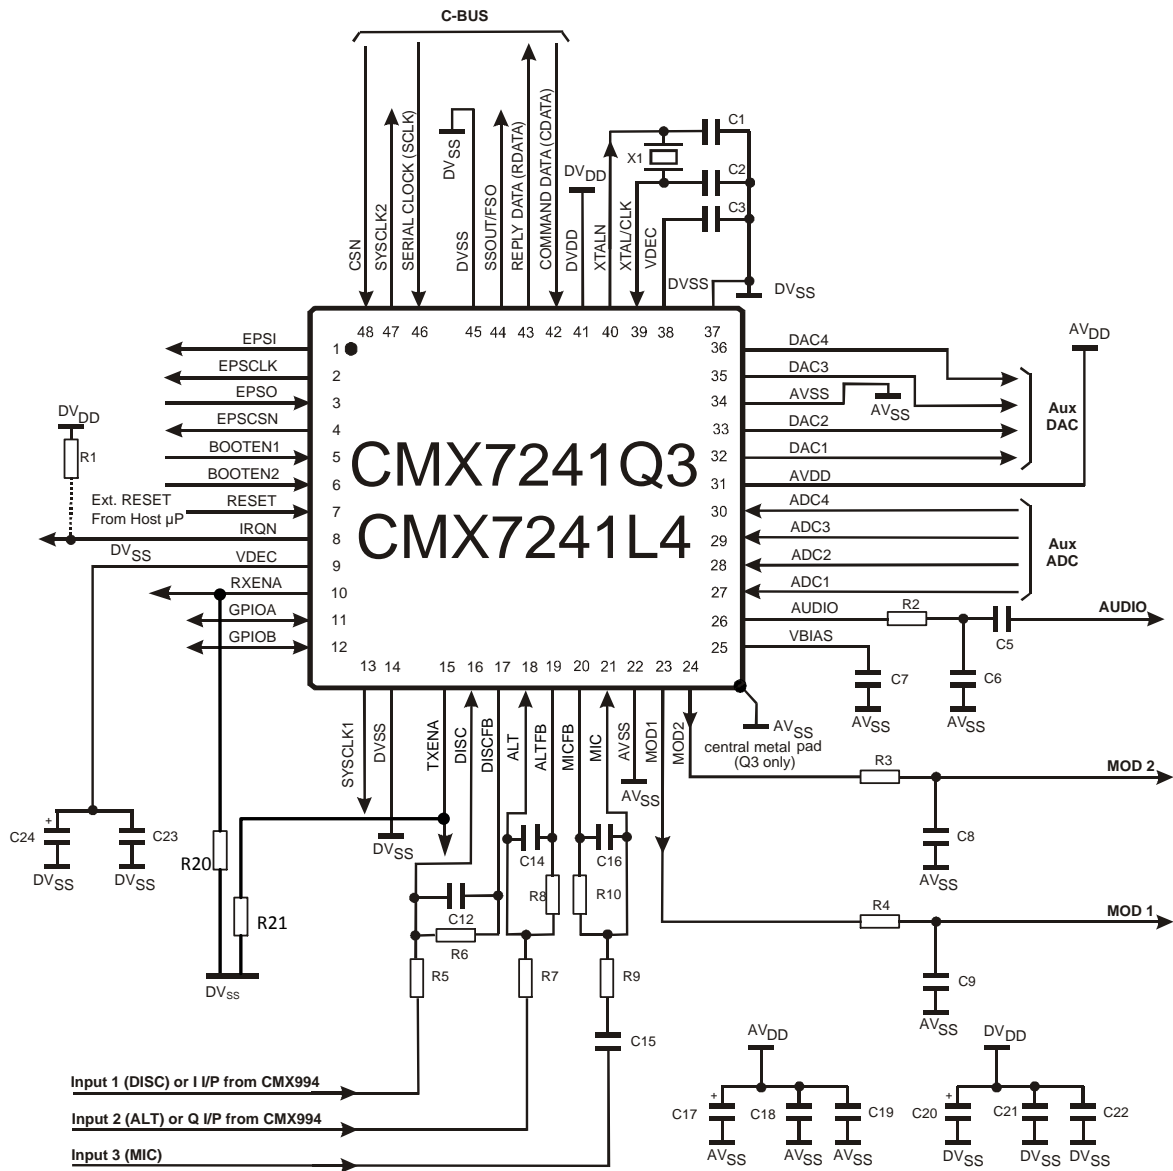 C-BUS
CSN
SYSCLK2
SERIAL CLOCK (SCLK)
DVSS
DVSS
SSOUT/FSO
REPLY DATA (RDATA)
COMMAND DATA (CDATA)
DVDD
DVDD
XTALN
XTAL/CLK
VDEC
DVSS
X1
C1
C2
C3
DVSS
48 47 46 45 44 43 42 41 40 39 38 37
EPSI 1
EPSCLK 2
EPSO 3
EPSCSN 4
BOOTEN1 5
BOOTEN2 6
RESET 7
IRQN 8
VDEC 9
RXENA 10
GPIOA 11
GPIOB 12
DVDD
R1
Ext. RESET
From Host µP
DVSS
CMX7241Q3
CMX7241L4
36 DAC4
35 DAC3
34 AVSS
33 DAC2
32 DAC1
31 AVDD
30 ADC4
29 ADC3
28 ADC2
27 ADC1
26 AUDIO
25 VBIAS
AVSS
AVDD
Aux
DAC
Aux
ADC
R2
C5
AUDIO
C7
C6
AVSS
AVSS
13 14 15 16 17 18 19 20 21 22 23 24
SYSCLK1
DVSS
TXENA
DISC
DISCFB
ALT
ALTFB
MICFB
MIC
AVSS
MOD1
MOD2
AVSS
central metal pad
(Q3 only)
AVSS
R3
MOD 2
C8
AVSS
C24
+
C23
DVSS
DVSS
DVSS
R20
R21
DVSS
C14
C16
R8
R10
C12
R6
R5
R7
R9
C15
R4
MOD 1
C9
AVSS
Input 1 (DISC) or I I/P from CMX994
Input 2 (ALT) or Q I/P from CMX994
Input 3 (MIC)
AVDD
C17
+
C18
C19
AVSS
AVSS
AVSS
DVDD
C20
+
C21
C22
DVSS
DVSS
DVSS